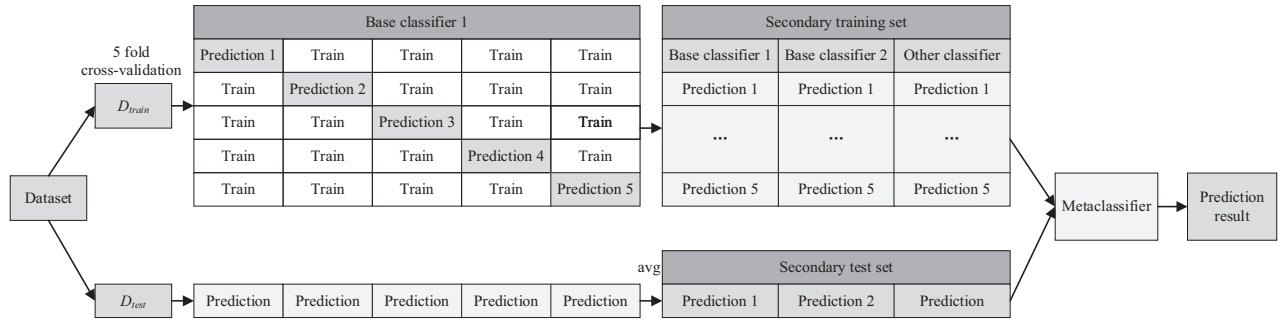 Base classifier 1
Secondary training set
5 fold
cross-validation
Prediction 1 Train Train Train Train
Base classifier 1 Base classifier 2 Other classifier
Train Prediction 2 Train Train Train
Prediction 1 Prediction 1 Prediction 1
D train
Train Train Prediction 3 Train Train
... ... ...
Train Train Train Prediction 4 Train
Train Train Train Train Prediction 5
Prediction 5 Prediction 5 Prediction 5
Dataset
Metaclassifier
Prediction
result
avg
Secondary test set
D test
Prediction Prediction Prediction Prediction Prediction
Prediction 1 Prediction 2 Prediction